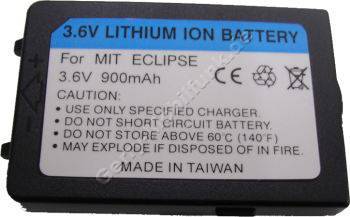 3.6V LITHIUM ION BATTERY
For MIT ECLIPSE
3.6V 900mAh
CAUTION:
• USE ONLY SPECIFIED CHARGER.
• DO NOT SHORT CIRCUIT.
• DO NOT STORE ABOVE 60°C (140°F)
• MAY EXPLODE IF DISPOSED OF IN FIRE.
MADE IN TAIWAN